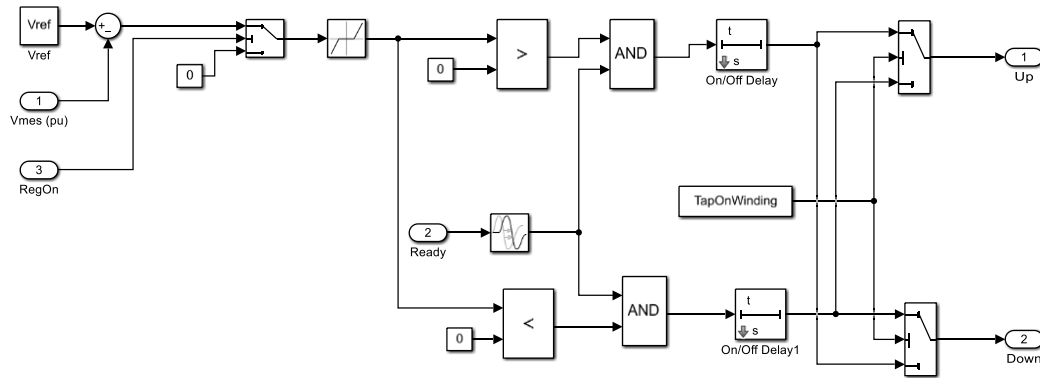 Vref
Vref
+
−
0
1
Vmes (pu)
3
RegOn
0
>
AND
t
s
On/Off Delay
1
Up
TapOnWinding
2
Ready
0
<
AND
t
s
On/Off Delay1
2
Down